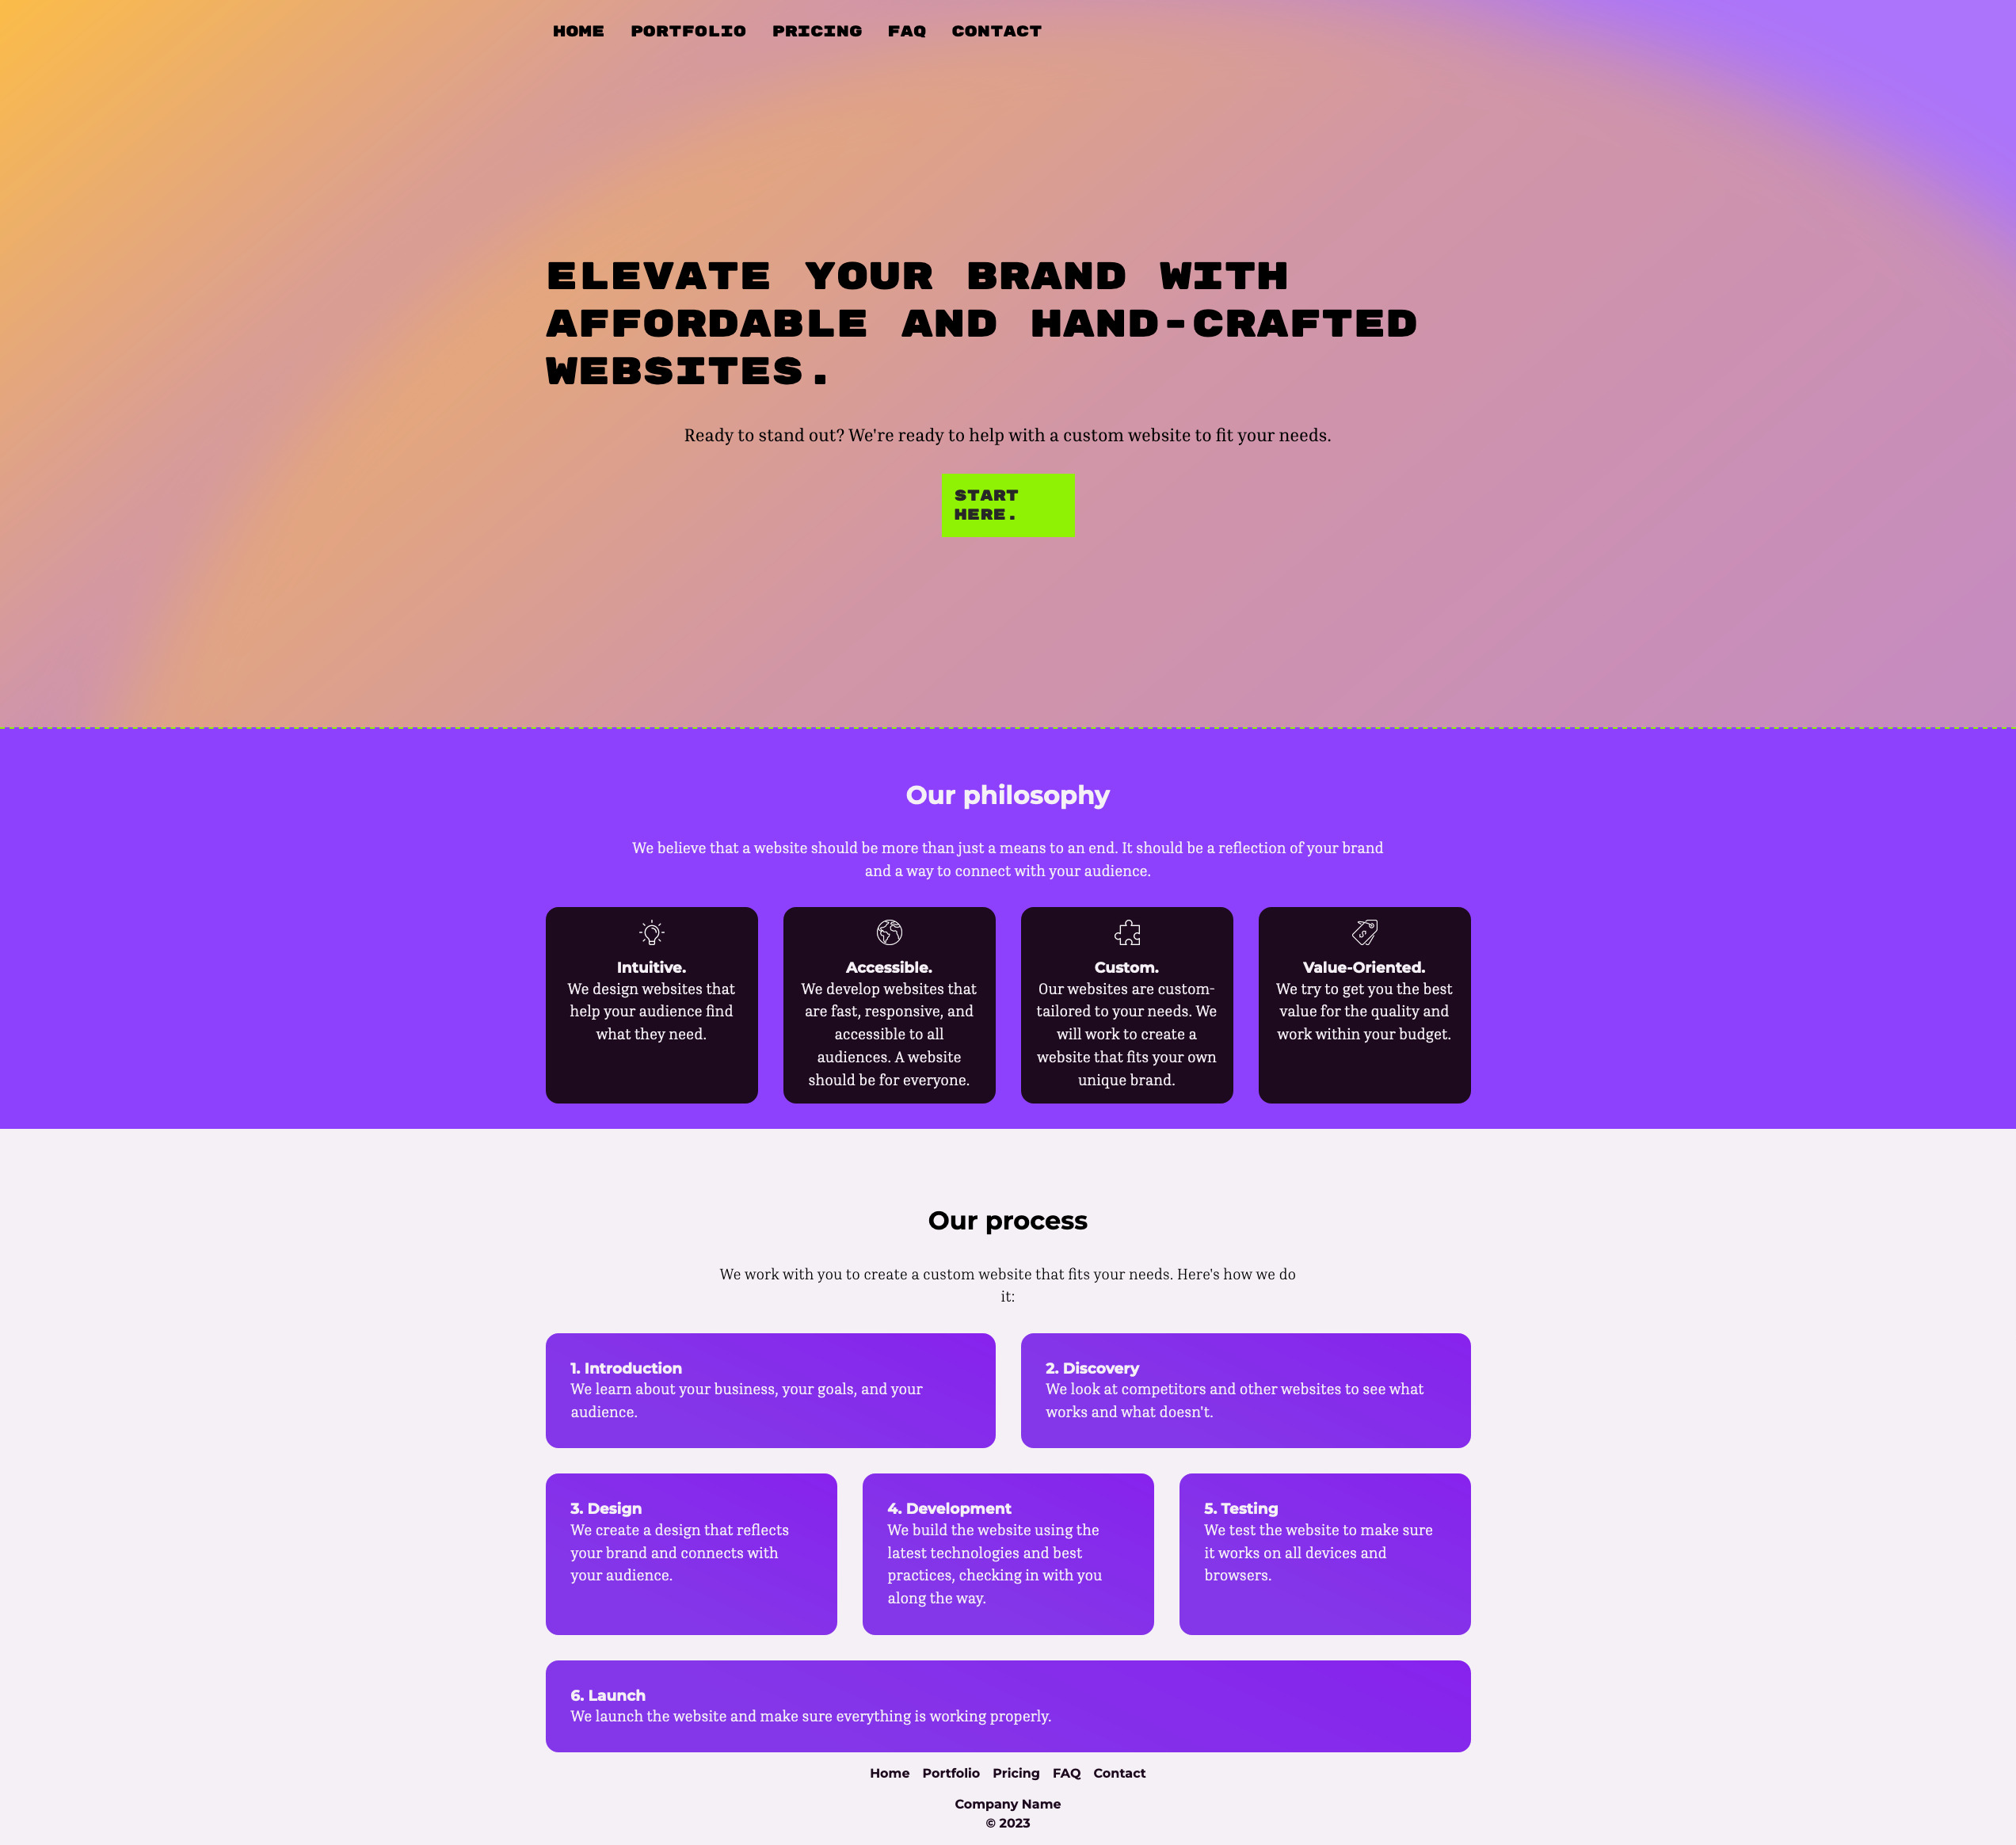 HOME PORTFOLIO PRICING FAQ CONTACT
ELEVATE YOUR BRAND WITH
AFFORDABLE AND HAND-CRAFTED
WEBSITES.
Ready to stand out? We're ready to help with a custom website to fit your needs.
START
HERE.
Our philosophy
We believe that a website should be more than just a means to an end. It should be a reflection of your brand
and a way to connect with your audience.
Intuitive.
We design websites that
help your audience find
what they need.
Accessible.
We develop websites that
are fast, responsive, and
accessible to all
audiences. A website
should be for everyone.
Custom.
Our websites are custom-
tailored to your needs. We
will work to create a
website that fits your own
unique brand.
Value-Oriented.
We try to get you the best
value for the quality and
work within your budget.
Our process
We work with you to create a custom website that fits your needs. Here's how we do
it:
1. Introduction
We learn about your business, your goals, and your
audience.
2. Discovery
We look at competitors and other websites to see what
works and what doesn't.
3. Design
We create a design that reflects
your brand and connects with
your audience.
4. Development
We build the website using the
latest technologies and best
practices, checking in with you
along the way.
5. Testing
We test the website to make sure
it works on all devices and
browsers.
6. Launch
We launch the website and make sure everything is working properly.
Home Portfolio Pricing FAQ Contact
Company Name
© 2023